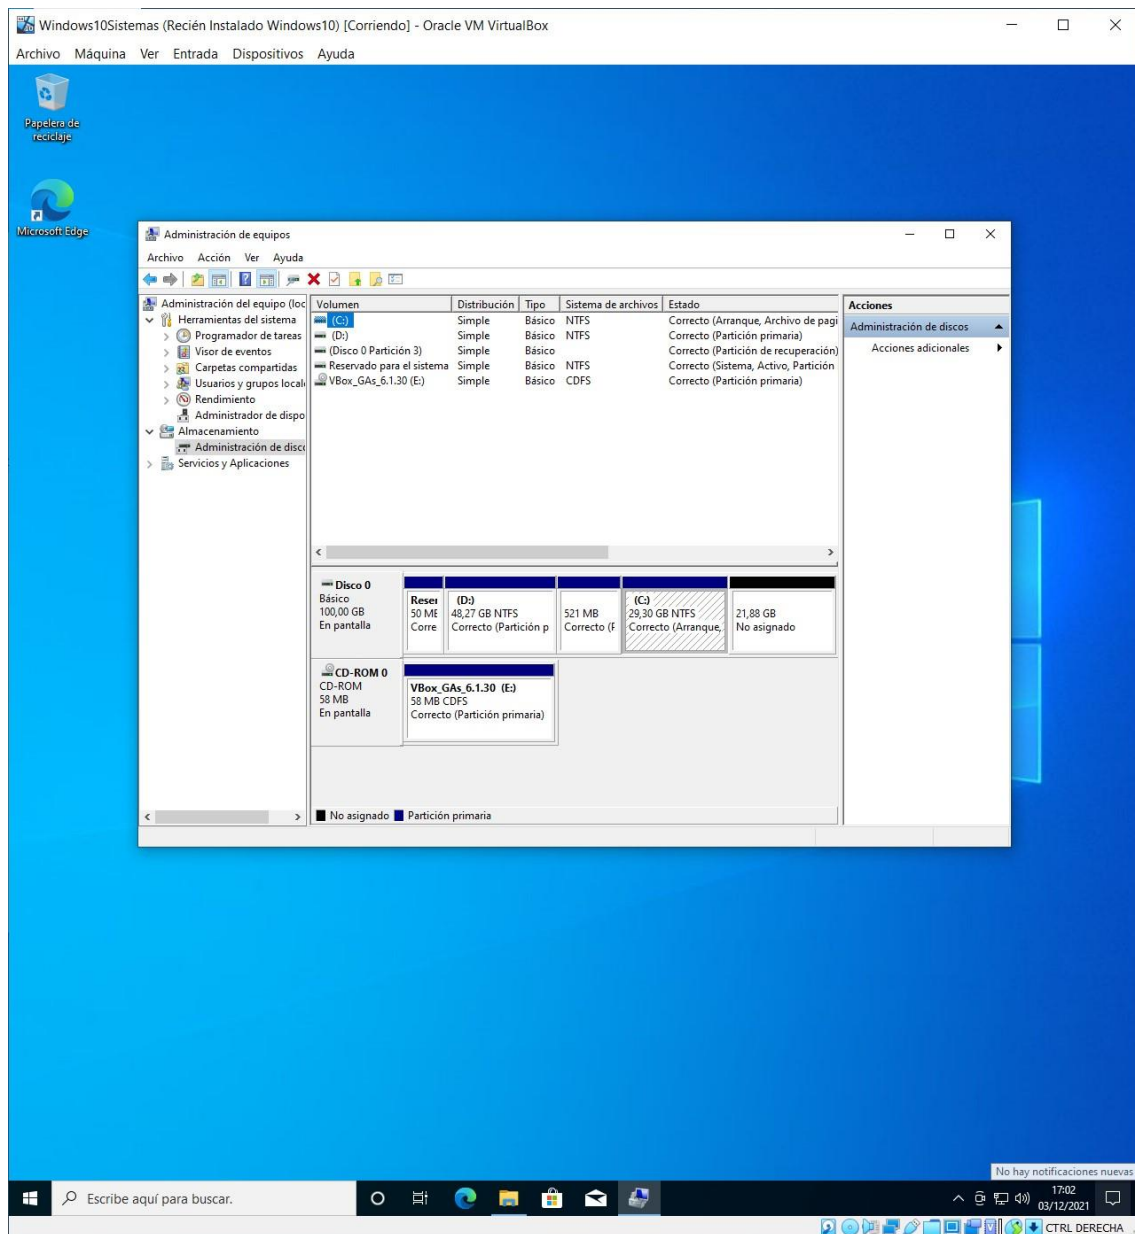 Windows10Sistemas (Recién Instalado Windows10) [Corriendo] - Oracle VM VirtualBox
Archivo Máquina Ver Entrada Dispositivos Ayuda
Papelera de
reciclaje
Microsoft Edge
Administración de equipos
Archivo Acción Ver Ayuda
Administración del equipo (loc
Herramientas del sistema
Programador de tareas
Visor de eventos
Carpetas compartidas
Usuarios y grupos locale
Rendimiento
Administrador de dispo
Almacenamiento
Administración de disco
Servicios y Aplicaciones
Volumen Distribución Tipo Sistema de archivos Estado
(C:) Simple Básico NTFS Correcto (Arranque, Archivo de pagi
(D:) Simple Básico NTFS Correcto (Partición primaria)
(Disco 0 Partición 3) Simple Básico Correcto (Partición de recuperación)
Reservado para el sistema Simple Básico NTFS Correcto (Sistema, Activo, Partición
VBox_GAs_6.1.30 (E:) Simple Básico CDFS Correcto (Partición primaria)
Acciones
Administración de discos
Acciones adicionales
Disco 0
Básico
100,00 GB
En pantalla
Reser
50 ME
Corre
(D:)
48,27 GB NTFS
Correcto (Partición p
521 MB
Correcto (F
(C:)
29,30 GB NTFS
Correcto (Arranque,
21,88 GB
No asignado
CD-ROM 0
CD-ROM
58 MB
En pantalla
VBox_GAs_6.1.30 (E:)
58 MB CDFS
Correcto (Partición primaria)
No asignado Partición primaria
No hay notificaciones nuevas
Escribe aquí para buscar.
17:02
03/12/2021
CTRL DERECHA